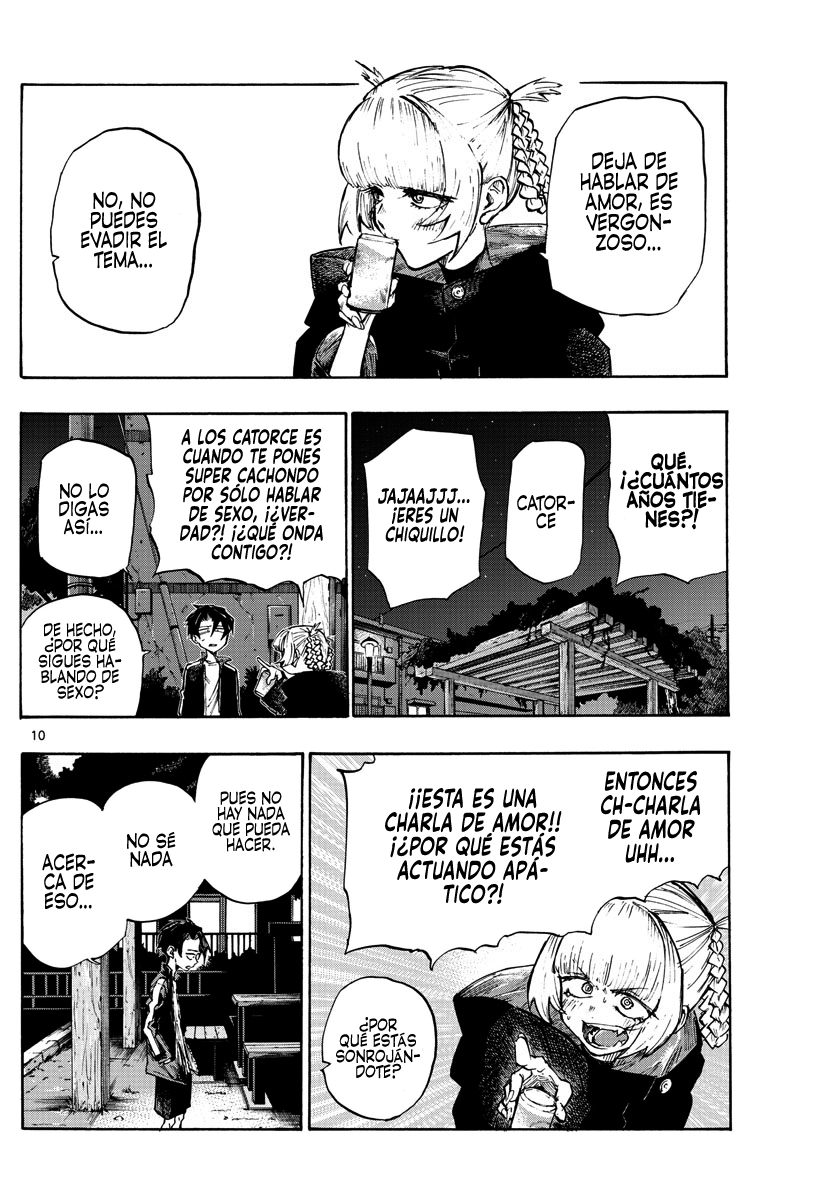 DEJA DE
HABLAR DE
AMOR, ES
VERGON-
ZOSO...
NO, NO
PUEDES
EVADIR EL
TEMA...
QUÉ.
¡¿CUÁNTOS
AÑOS TIE-
NES?!
CATOR-
CE
JAJAAJJJ...
¡ERES UN
CHIQUILLO!
A LOS CATORCE ES
CUANDO TE PONES
SUPER CACHONDO
POR SÓLO HABLAR
DE SEXO, ¡¿VER-
DAD?! ¡¿QUÉ ONDA
CONTIGO?!
NO LO
DIGAS
ASÍ...
DE HECHO,
¿POR QUÉ
SIGUES HA-
BLANDO DE
SEXO?
10
ENTONCES
CH-CHARLA
DE AMOR
UHH...
¡¡ESTA ES UNA
CHARLA DE AMOR!!
¡¿POR QUÉ ESTÁS
ACTUANDO APÁ-
TICO?!
¿POR
QUÉ ESTÁS
SONROJÁN-
DOTE?
PUES NO
HAY NADA
QUE PUEDA
HACER.
NO SÉ
NADA
ACER-
CA DE
ESO...